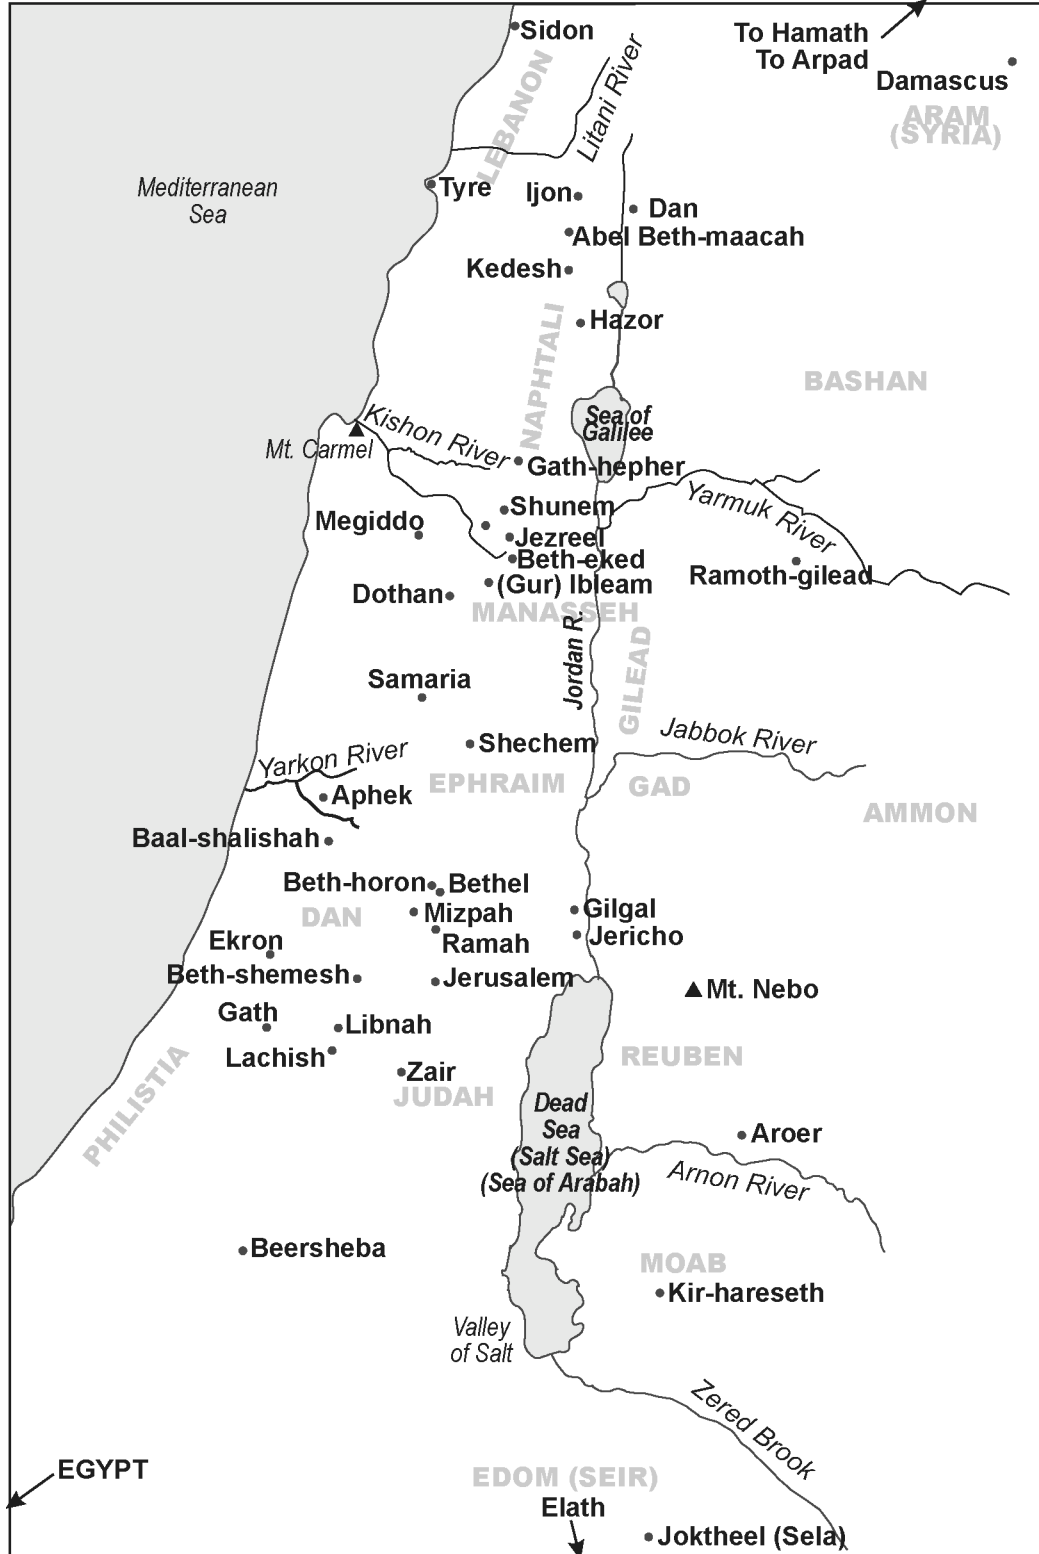 Sidon
To Hamath
To Arpad
Damascus
ARAM
(SYRIA)
LEBANON
Litani River
Mediterranean
Sea
Tyre
Ijon
Dan
Abel Beth-maacah
Kedesh
Hazor
NAPHTALI
BASHAN
Sea of
Galilee
Kishon River
Mt. Carmel
Gath-hepher
Yarmuk River
Shunem
Megiddo
Jezreel
Beth-eked
Ramoth-gilead
(Gur) Ibleam
Dothan
MANASSEH
Jordan R.
GILEAD
Samaria
Shechem
Jabbok River
Yarkon River
EPHRAIM
GAD
Aphek
AMMON
Baal-shalishah
Beth-horon
Bethel
DAN
Mizpah
Gilgal
Ramah
Jericho
Ekron
Beth-shemesh
Jerusalem
Mt. Nebo
Gath
Libnah
Lachish
REUBEN
Zair
JUDAH
PHILISTIA
Dead
Sea
(Salt Sea)
(Sea of Arabah)
Aroer
Arnon River
Beersheba
MOAB
Kir-hareseth
Valley
of Salt
Zered Brook
EGYPT
EDOM (SEIR)
Elath
Joktheel (Sela)